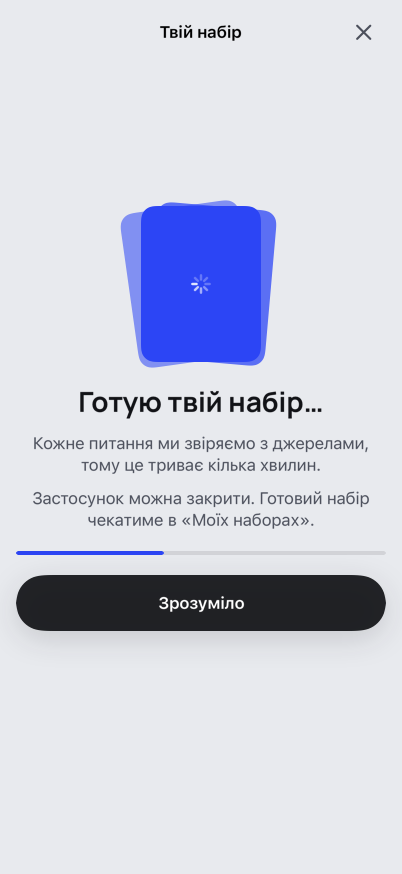 Твій набір
Готую твій набір...
Кожне питання ми звіряємо з джерелами,
тому це триває кілька хвилин.
Застосунок можна закрити. Готовий набір
чекатиме в «Моїх наборах».
Зрозуміло